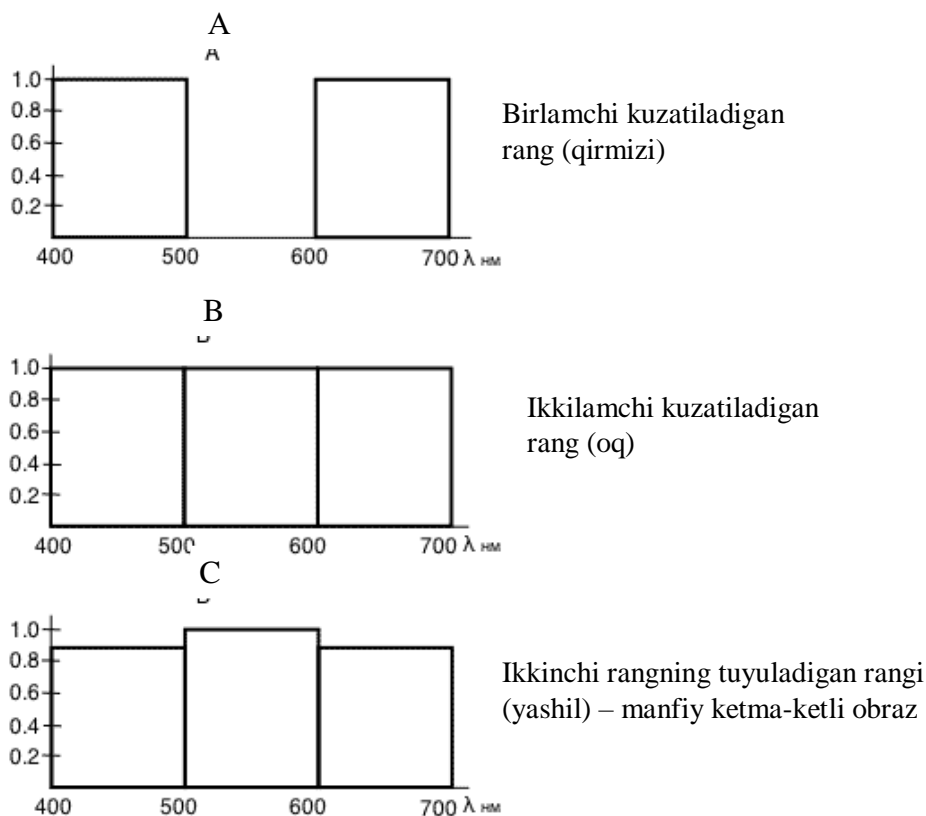 A
A
1.0
0.8
0.6
0.4
0.2
400 500 600 700 λ нм
Birlamchi kuzatiladigan
rang (qirmizi)
B
1.0
0.8
0.6
0.4
0.2
400 500 600 700 λ нм
Ikkilamchi kuzatiladigan
rang (oq)
C
1.0
0.8
0.6
0.4
0.2
400 500 600 700 λ нм
Ikkinchi rangning tuyuladigan rangi
(yashil) – manfiy ketma-ketli obraz